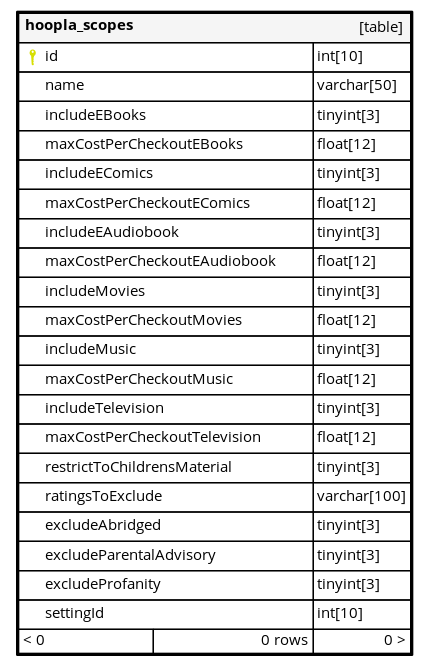 hoopla_scopes [table]
id int[10]
name varchar[50]
includeEBooks tinyint[3]
maxCostPerCheckoutEBooks float[12]
includeEComics tinyint[3]
maxCostPerCheckoutEComics float[12]
includeEAudiobook tinyint[3]
maxCostPerCheckoutEAudiobook float[12]
includeMovies tinyint[3]
maxCostPerCheckoutMovies float[12]
includeMusic tinyint[3]
maxCostPerCheckoutMusic float[12]
includeTelevision tinyint[3]
maxCostPerCheckoutTelevision float[12]
restrictToChildrensMaterial tinyint[3]
ratingsToExclude varchar[100]
excludeAbridged tinyint[3]
excludeParentalAdvisory tinyint[3]
excludeProfanity tinyint[3]
settingId int[10]
< 0 0 rows 0 >